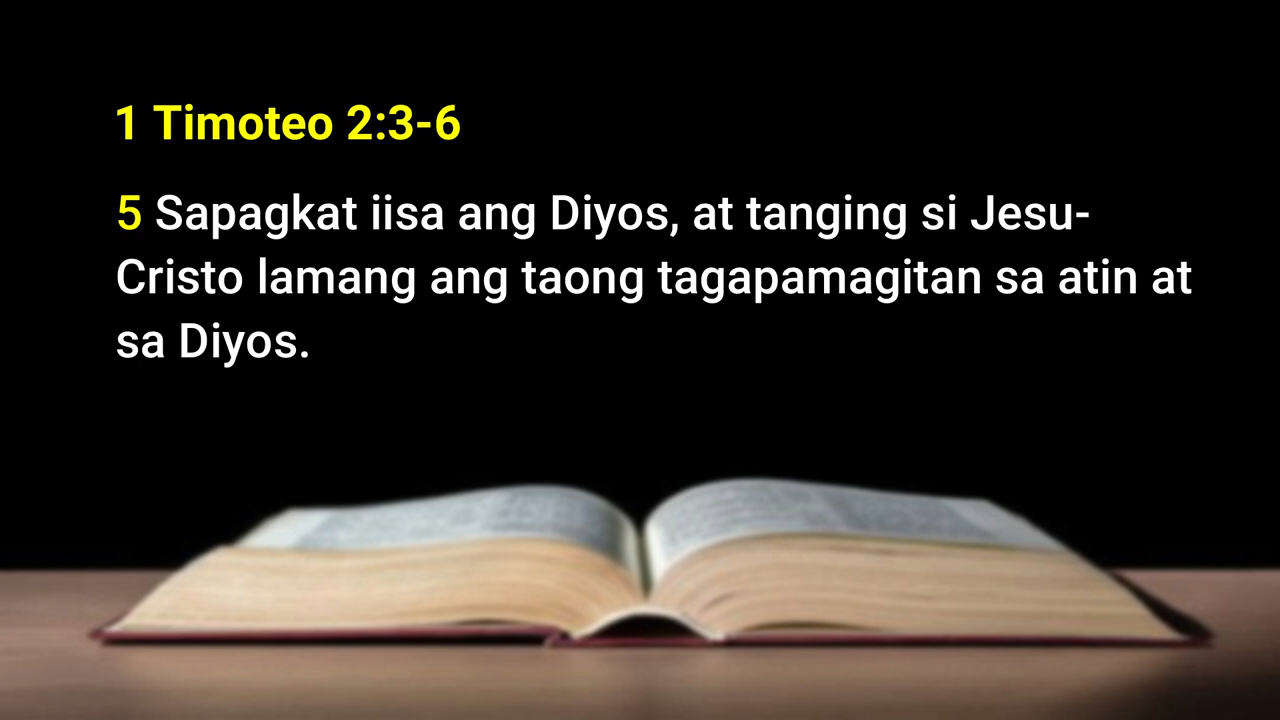 1 Timoteo 2:3-6
5 Sapagkat iisa ang Diyos, at tanging si Jesu-
Cristo lamang ang taong tagapamagitan sa atin at
sa Diyos.